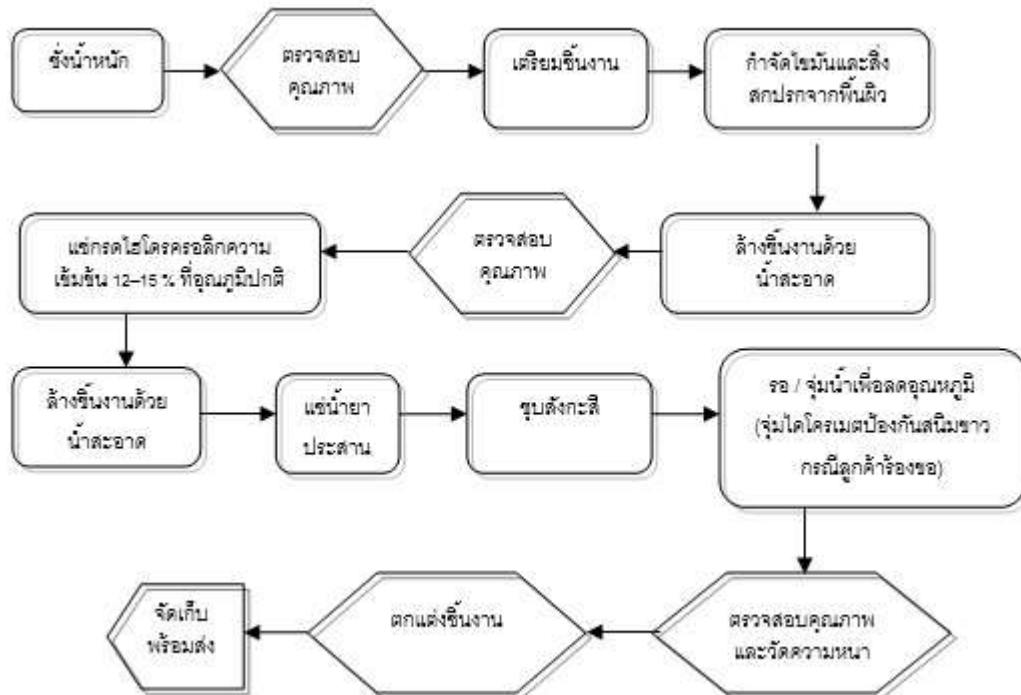 ชั่งน้ำหนัก
ตรวจสอบ
คุณภาพ
เตรียมชิ้นงาน
กำจัดไขมันและสิ่ง
สกปรกจากพื้นผิว
ล้างชิ้นงานด้วย
น้ำสะอาด
ตรวจสอบ
คุณภาพ
แช่กรดไฮโดรครอลิกความ
เข้มข้น 12–15 % ที่อุณภูมิปกติ
ล้างชิ้นงานด้วย
น้ำสะอาด
แช่น้ำยา
ประสาน
ชุบสังกะสี
รอ / จุ่มน้ำเพื่อลดอุณหภูมิ
(จุ่มไดโครเมตป้องกันสนิมขาว
กรณีลูกค้าร้องขอ)
ตรวจสอบคุณภาพ
และวัดความหนา
ตกแต่งชิ้นงาน
จัดเก็บ
พร้อมส่ง